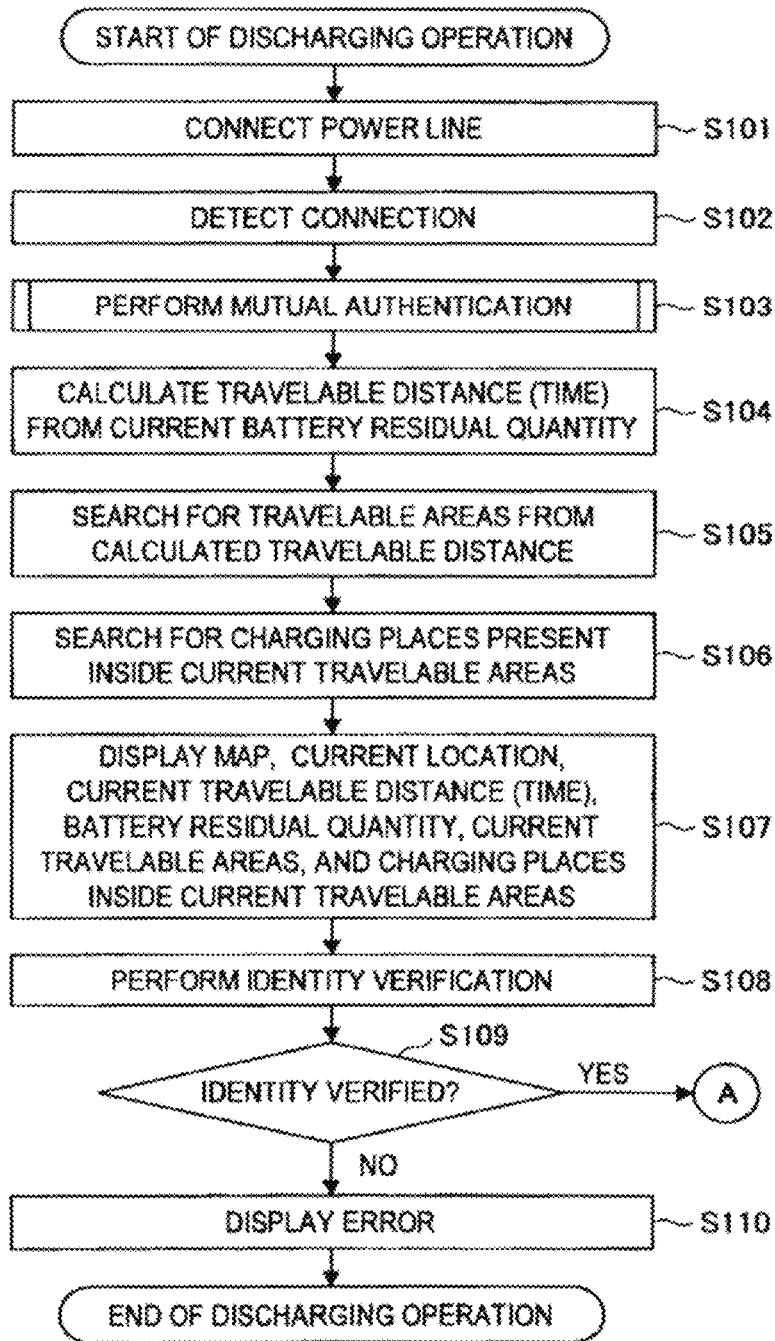 START OF DISCHARGING OPERATION
CONNECT POWER LINE
S101
DETECT CONNECTION
S102
PERFORM MUTUAL AUTHENTICATION
S103
CALCULATE TRAVELABLE DISTANCE (TIME)
FROM CURRENT BATTERY RESIDUAL QUANTITY
S104
SEARCH FOR TRAVELABLE AREAS FROM
CALCULATED TRAVELABLE DISTANCE
S105
SEARCH FOR CHARGING PLACES PRESENT
INSIDE CURRENT TRAVELABLE AREAS
S106
DISPLAY MAP, CURRENT LOCATION,
CURRENT TRAVELABLE DISTANCE (TIME),
BATTERY RESIDUAL QUANTITY, CURRENT
TRAVELABLE AREAS, AND CHARGING PLACES
INSIDE CURRENT TRAVELABLE AREAS
S107
PERFORM IDENTITY VERIFICATION
S108
S109
IDENTITY VERIFIED?
YES
A
NO
DISPLAY ERROR
S110
END OF DISCHARGING OPERATION